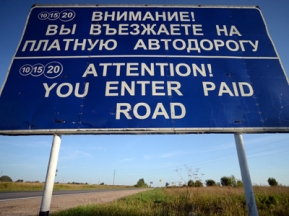 10 15 20 ВНИМАНИЕ!
ВЫ ВЪЕЗЖАЕТЕ НА
ПЛАТНУЮ АВТОДОРОГУ
10 15 20 ATTENTION!
YOU ENTER PAID
ROAD